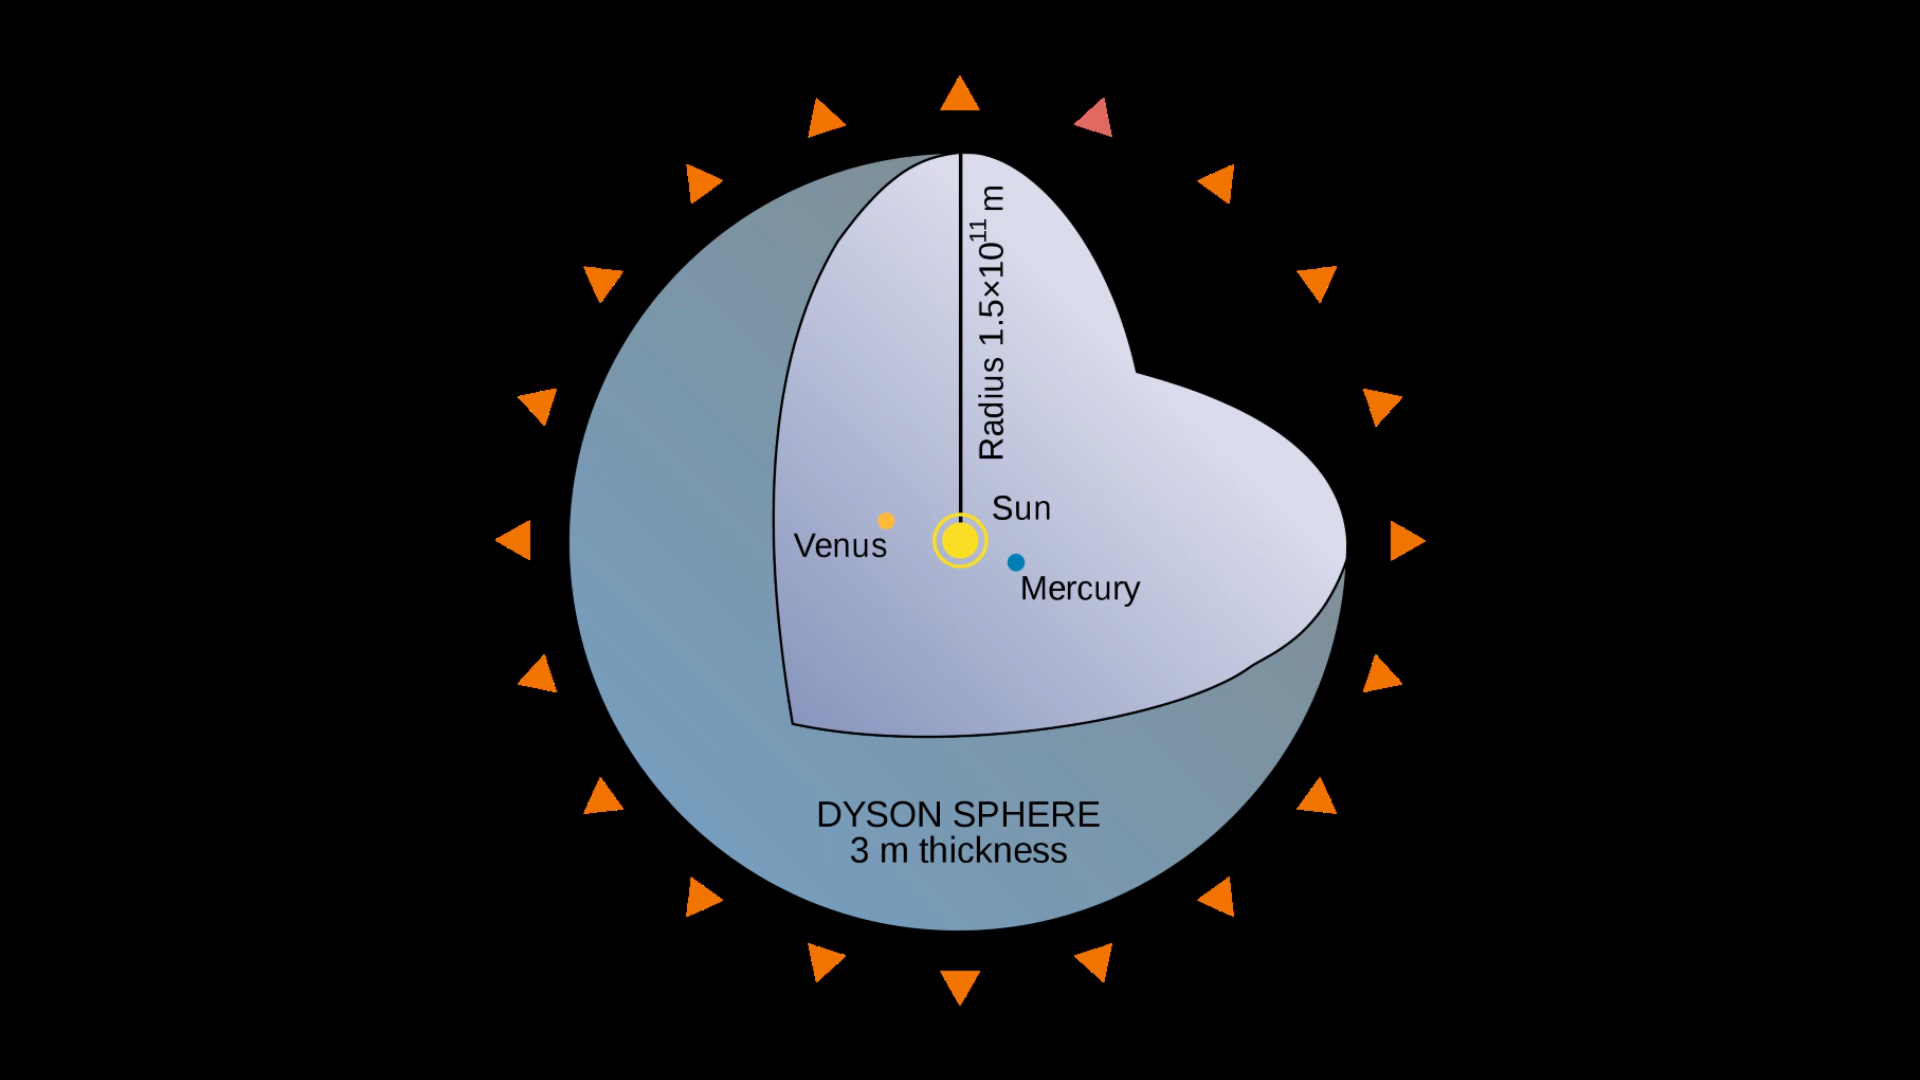 Radius 1.5×10¹¹ m
Sun
Venus
Mercury
DYSON SPHERE
3 m thickness